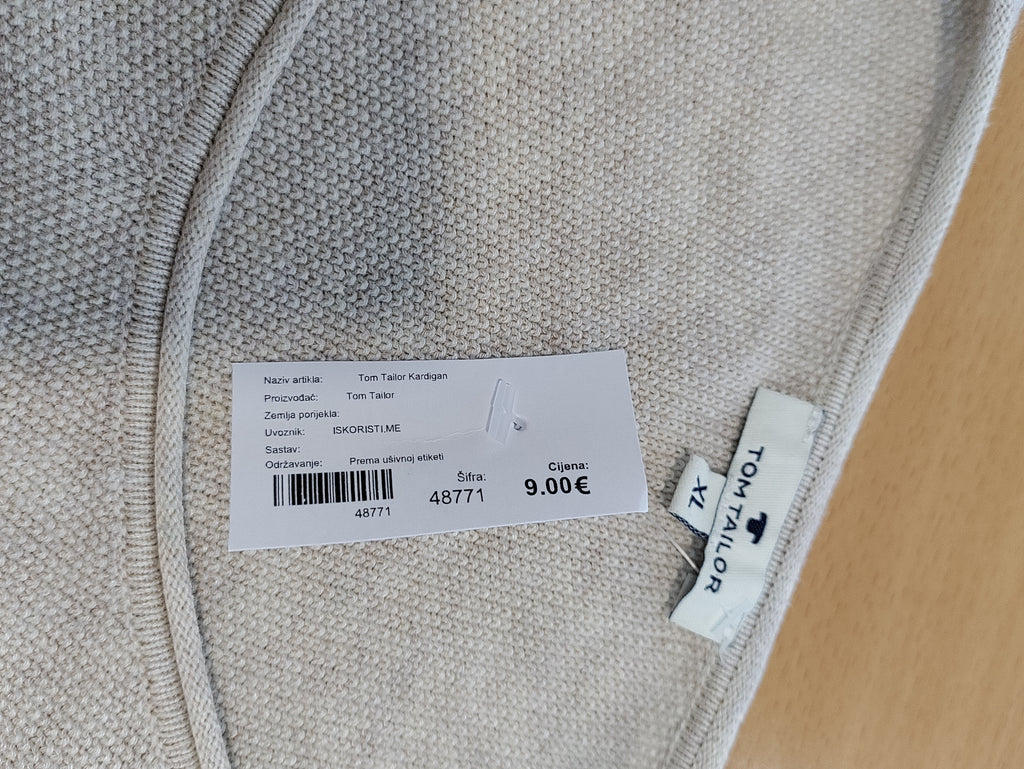 Naziv artikla: Tom Tailor Kardigan
Proizvođač: Tom Tailor
Zemlja porijekla:
Uvoznik: ISKORISTI.ME
Sastav:
Održavanje: Prema ušivnoj etiketi
48771
Šifra:
48771
Cijena:
9.00€
XL
TOM TAILOR